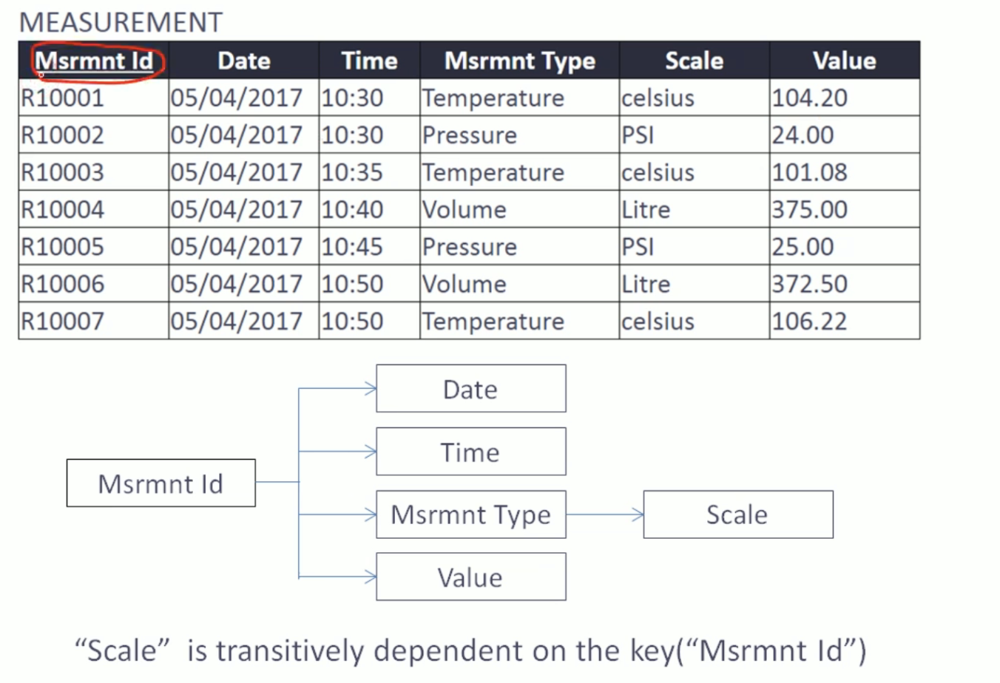 MEASUREMENT
Msrmnt Id Date Time Msrmnt Type Scale Value
R10001 05/04/2017 10:30 Temperature celsius 104.20
R10002 05/04/2017 10:30 Pressure PSI 24.00
R10003 05/04/2017 10:35 Temperature celsius 101.08
R10004 05/04/2017 10:40 Volume Litre 375.00
R10005 05/04/2017 10:45 Pressure PSI 25.00
R10006 05/04/2017 10:50 Volume Litre 372.50
R10007 05/04/2017 10:50 Temperature celsius 106.22
Date
Time
Msrmnt Id
Msrmnt Type Scale
Value
“Scale” is transitively dependent on the key(“Msrmnt Id”)